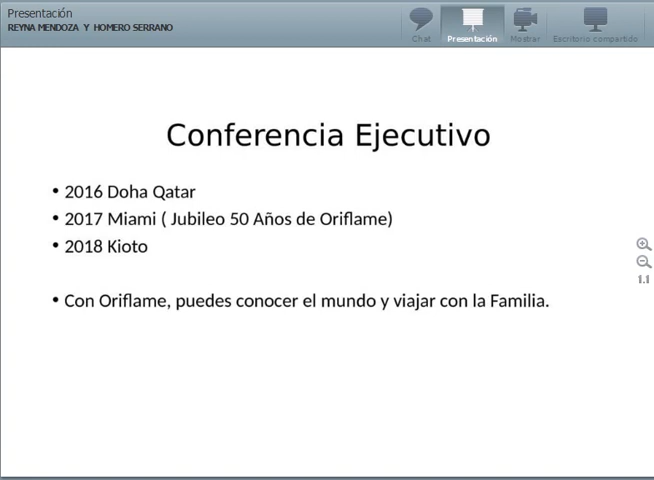 Presentación
REYNA MENDOZA Y HOMERO SERRANO
Chat
Presentación
Mostrar
Escritorio compartido
Conferencia Ejecutivo
• 2016 Doha Qatar
• 2017 Miami ( Jubileo 50 Años de Oriflame)
• 2018 Kioto
• Con Oriflame, puedes conocer el mundo y viajar con la Familia.
1.1